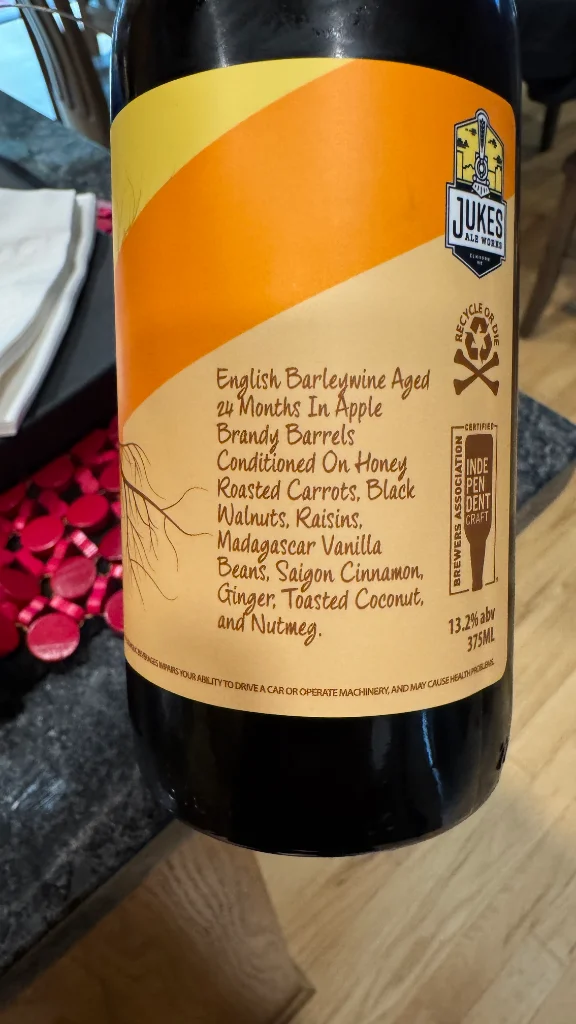 JUKES
ALE WORKS
RECYCLE OR DIE
English Barleywine Aged
24 Months In Apple
Brandy Barrels
Conditioned On Honey
Roasted Carrots, Black
Walnuts, Raisins,
Madagascar Vanilla
Beans, Saigon Cinnamon,
Ginger, Toasted Coconut,
and Nutmeg.
CERTIFIED
BREWERS ASSOCIATION
INDE
PEN
DENT
CRAFT
13.2% abv
375ML
BEVERAGES IMPAIRS YOUR ABILITY TO DRIVE A CAR OR OPERATE MACHINERY, AND MAY CAUSE HEALTH PROBLEMS.